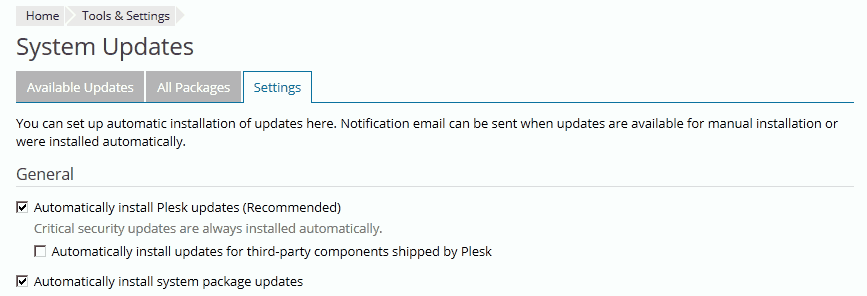 Home Tools & Settings
System Updates
Available Updates All Packages Settings
You can set up automatic installation of updates here. Notification email can be sent when updates are available for manual installation or
were installed automatically.
General
Automatically install Plesk updates (Recommended)
Critical security updates are always installed automatically.
Automatically install updates for third-party components shipped by Plesk
Automatically install system package updates